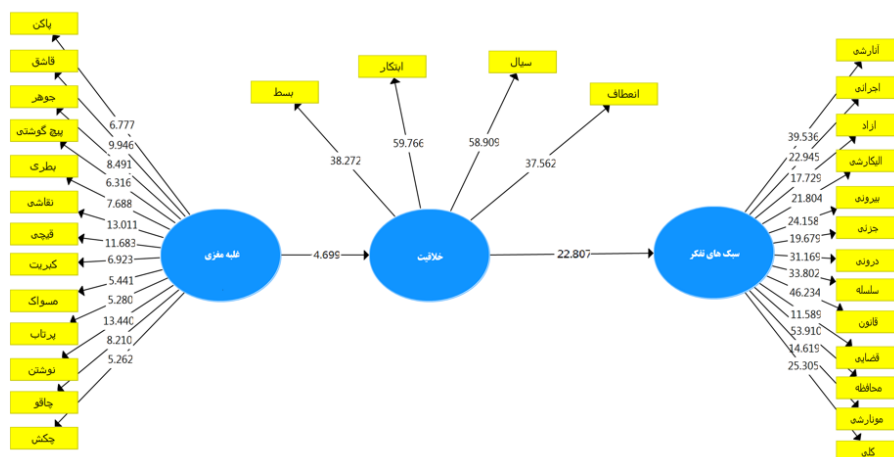 پاکن
قاشق
جوهر
پیچ گوشتی
بطری
نقاشی
قیچی
کبریت
مسواک
پرتاب
نوشتن
چاقو
چکش
6.777
9.946
8.491
6.316
7.688
13.011
11.683
6.923
5.441
5.280
13.440
8.210
5.262
غلبه مغزی
4.699
بسط
ابتکار
سیال
انعطاف
38.272
59.766
58.909
37.562
خلاقیت
22.807
سبک های تفکر
39.536
22.945
17.729
21.804
24.158
19.679
31.169
33.802
46.234
11.589
53.910
14.619
25.305
آنارشی
اجرائی
ازاد
الیکارشی
بیرونی
جزئی
درونی
سلسله
قانون
قضایی
محافظه
مونارشی
کلی